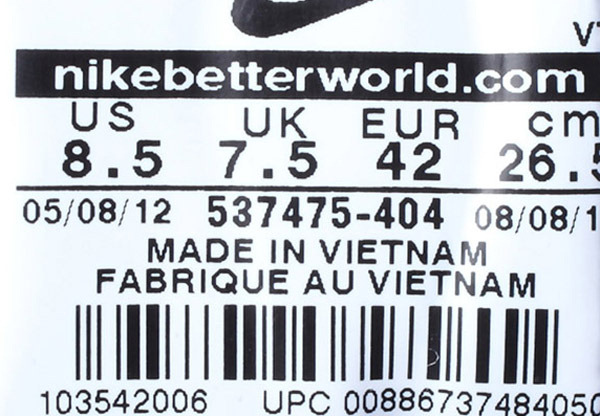 nikebetterworld.com
US UK EUR cm
8.5 7.5 42 26.5
05/08/12 537475-404 08/08/1
MADE IN VIETNAM
FABRIQUE AU VIETNAM
103542006 UPC 00886737484050